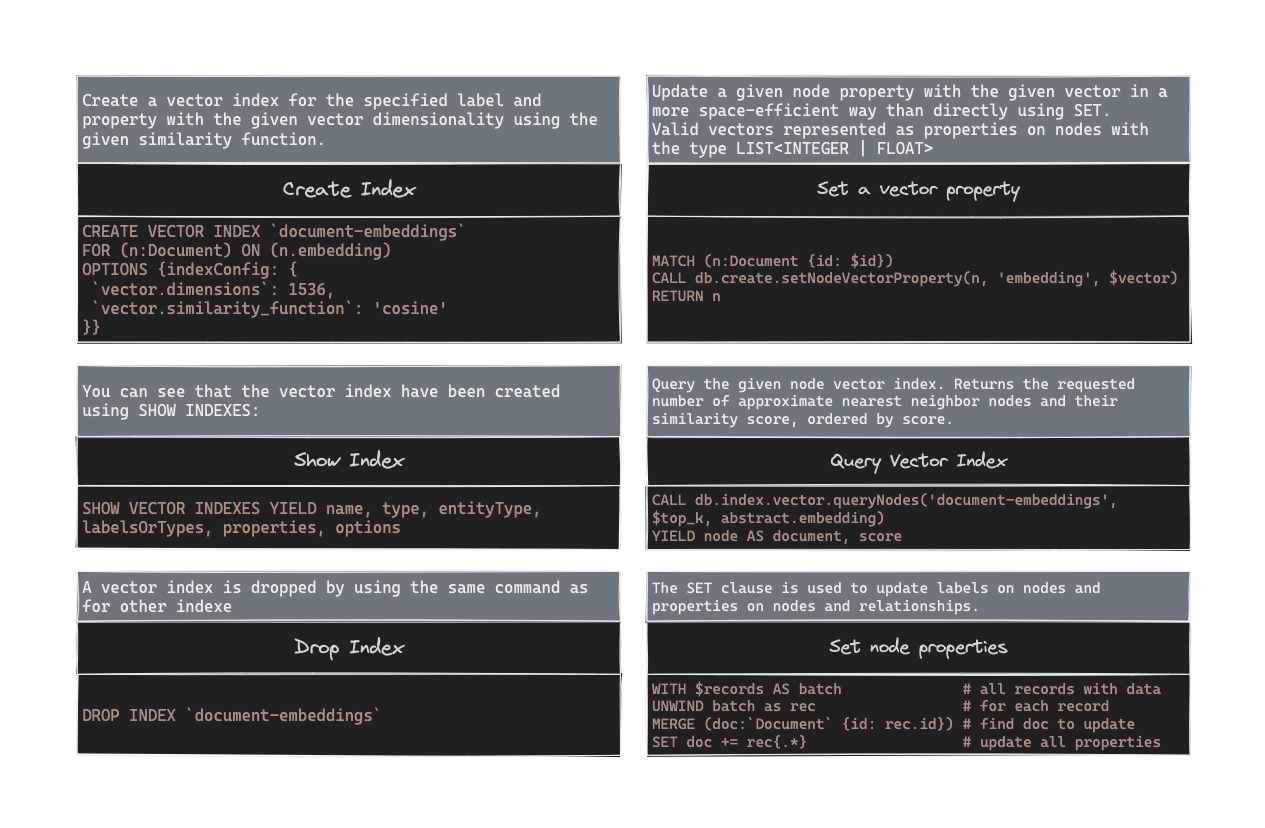 Create a vector index for the specified label and
property with the given vector dimensionality using the
given similarity function.
Create Index
CREATE VECTOR INDEX `document-embeddings`
FOR (n:Document) ON (n.embedding)
OPTIONS {indexConfig: {
 `vector.dimensions`: 1536,
 `vector.similarity_function`: 'cosine'
}}
Update a given node property with the given vector in a
more space-efficient way than directly using SET.
Valid vectors represented as properties on nodes with
the type LIST<INTEGER | FLOAT>
Set a vector property
MATCH (n:Document {id: $id})
CALL db.create.setNodeVectorProperty(n, 'embedding', $vector)
RETURN n
You can see that the vector index have been created
using SHOW INDEXES:
Show Index
SHOW VECTOR INDEXES YIELD name, type, entityType,
labelsOrTypes, properties, options
Query the given node vector index. Returns the requested
number of approximate nearest neighbor nodes and their
similarity score, ordered by score.
Query Vector Index
CALL db.index.vector.queryNodes('document-embeddings',
$top_k, abstract.embedding)
YIELD node AS document, score
A vector index is dropped by using the same command as
for other indexe
Drop Index
DROP INDEX `document-embeddings`
The SET clause is used to update labels on nodes and
properties on nodes and relationships.
Set node properties
WITH $records AS batch # all records with data
UNWIND batch as rec # for each record
MERGE (doc:`Document` {id: rec.id}) # find doc to update
SET doc += rec{.*} # update all properties